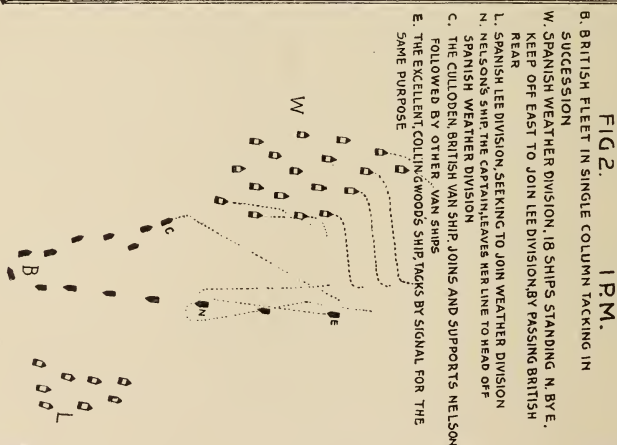 FIG 2. 1 P.M.
B. BRITISH FLEET IN SINGLE COLUMN TACKING IN
SUCCESSION
W. SPANISH WEATHER DIVISION, 18 SHIPS STANDING N. BY E.
KEEP OFF EAST TO JOIN LEE DIVISION, BY PASSING BRITISH
REAR
L. SPANISH LEE DIVISION, SEEKING TO JOIN WEATHER DIVISION
N. NELSON'S SHIP, THE CAPTAIN, LEAVES HER LINE TO HEAD OFF
SPANISH WEATHER DIVISION
C. THE CULLODEN, BRITISH VAN SHIP, JOINS AND SUPPORTS NELSON
FOLLOWED BY OTHER VAN SHIPS
E. THE EXCELLENT, COLLINGWOOD'S SHIP, TACKS BY SIGNAL FOR THE
SAME PURPOSE
W
C
B
N
E
L